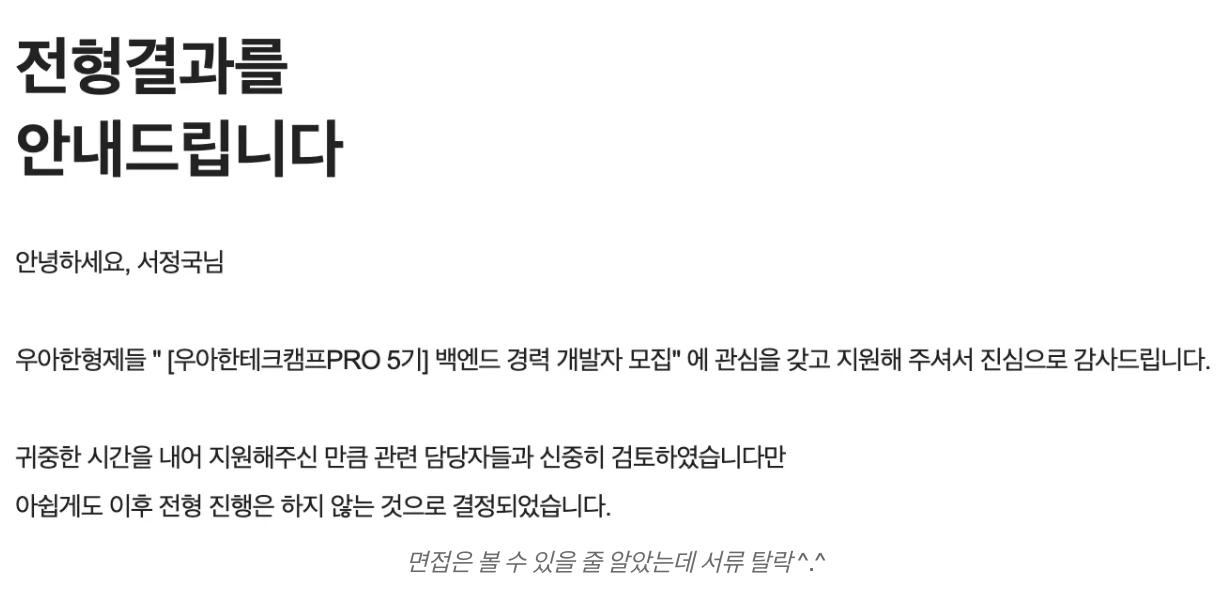 전형결과를
안내드립니다
안녕하세요, 서정국님
우아한형제들 " [우아한테크캠프PRO 5기] 백엔드 경력 개발자 모집" 에 관심을 갖고 지원해 주셔서 진심으로 감사드립니다.
귀중한 시간을 내어 지원해주신 만큼 관련 담당자들과 신중히 검토하였습니다만
아쉽게도 이후 전형 진행은 하지 않는 것으로 결정되었습니다.
면접은 볼 수 있을 줄 알았는데 서류 탈락^.^